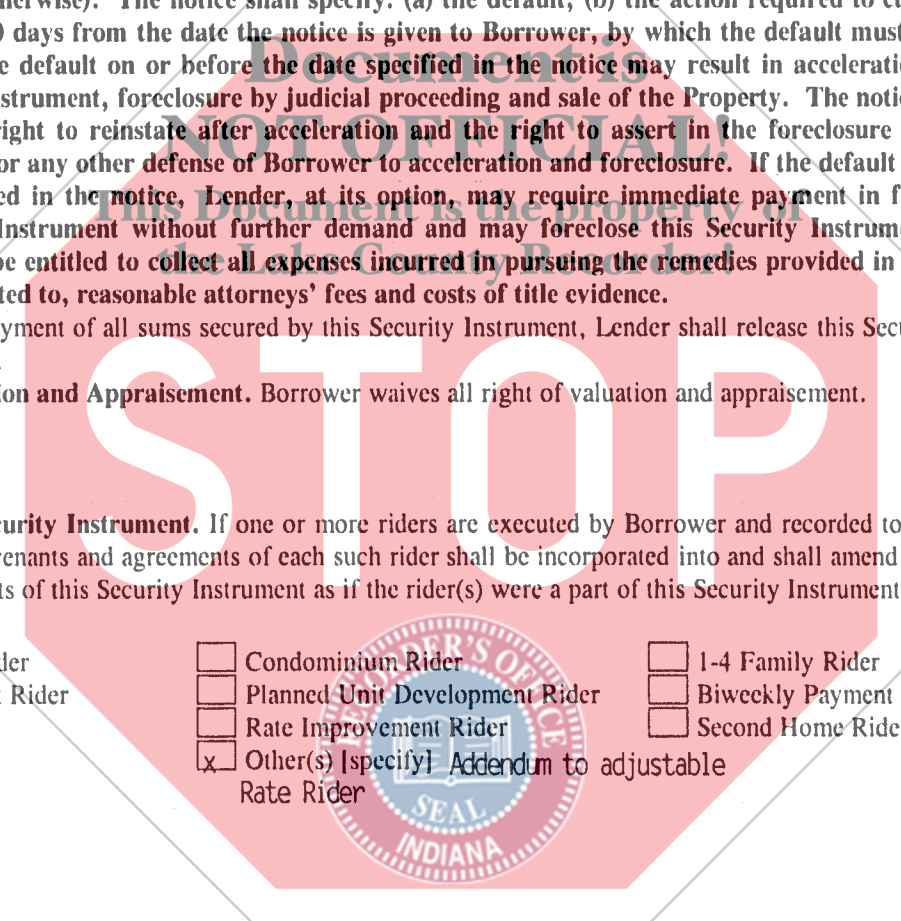 nerwise). The notice shall specify: (a) the default; (b) the action required to cu
0 days from the date the notice is given to Borrower, by which the default must
e default on or before the date specified in the notice may result in accelerati
strument, foreclosure by judicial proceeding and sale of the Property. The notic
right to reinstate after acceleration and the right to assert in the foreclosure
or any other defense of Borrower to acceleration and foreclosure. If the default
ed in the notice, Lender, at its option, may require immediate payment in f
Instrument without further demand and may foreclose this Security Instrume
be entitled to collect all expenses incurred in pursuing the remedies provided in
ted to, reasonable attorneys' fees and costs of title evidence.
yment of all sums secured by this Security Instrument, Lender shall release this Secu
ion and Appraisement. Borrower waives all right of valuation and appraisement.
curity Instrument. If one or more riders are executed by Borrower and recorded to
venants and agreements of each such rider shall be incorporated into and shall amend
ts of this Security Instrument as if the rider(s) were a part of this Security Instrument
der Condominium Rider 1-4 Family Rider
Rider Planned Unit Development Rider Biweekly Payment
Rate Improvement Rider Second Home Ride
x Other(s) [specify] Addendum to adjustable
Rate Rider
Document is
NOT OFFICIAL!
This Document is the property of
the Lake County Recorder!
STOP
RECORDER'S OFFICE
SEAL
INDIANA